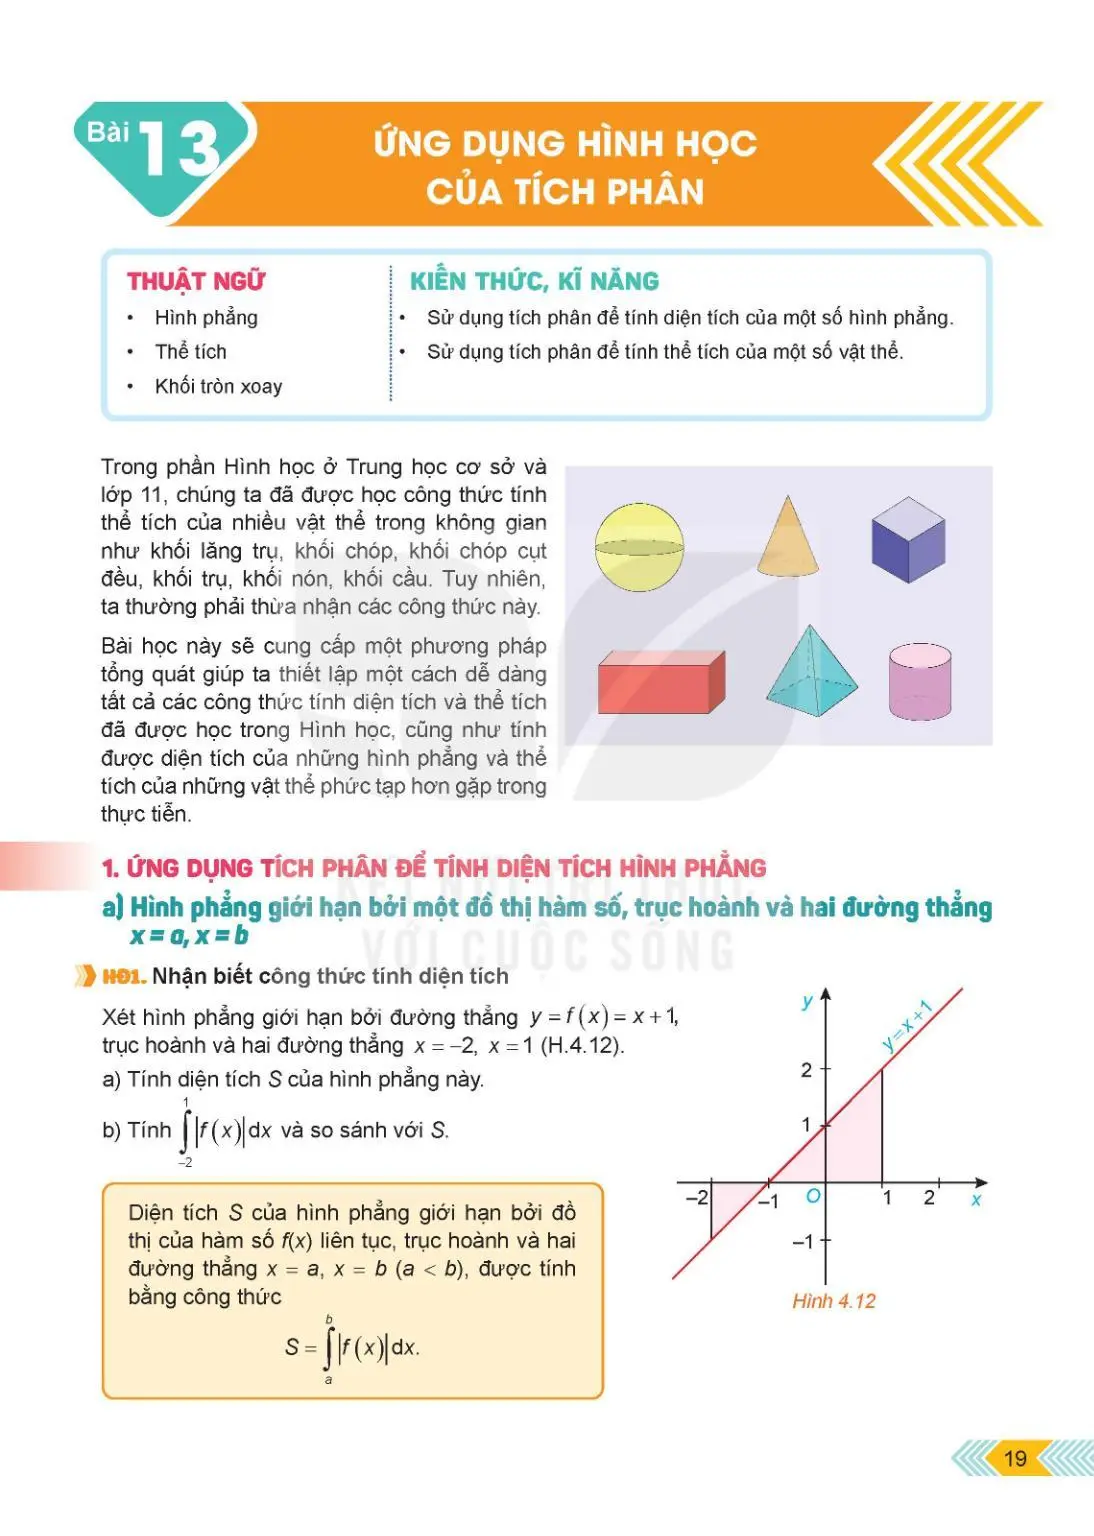 Bài 13
ỨNG DỤNG HÌNH HỌC
CỦA TÍCH PHÂN
THUẬT NGỮ
• Hình phẳng
• Thể tích
• Khối tròn xoay
KIẾN THỨC, KĨ NĂNG
• Sử dụng tích phân để tính diện tích của một số hình phẳng.
• Sử dụng tích phân để tính thể tích của một số vật thể.
Trong phần Hình học ở Trung học cơ sở và
lớp 11, chúng ta đã được học công thức tính
thể tích của nhiều vật thể trong không gian
như khối lăng trụ, khối chóp, khối chóp cụt
đều, khối trụ, khối nón, khối cầu. Tuy nhiên,
ta thường phải thừa nhận các công thức này.
Bài học này sẽ cung cấp một phương pháp
tổng quát giúp ta thiết lập một cách dễ dàng
tất cả các công thức tính diện tích và thể tích
đã được học trong Hình học, cũng như tính
được diện tích của những hình phẳng và thể
tích của những vật thể phức tạp hơn gặp trong
thực tiễn.
1. ỨNG DỤNG TÍCH PHÂN ĐỂ TÍNH DIỆN TÍCH HÌNH PHẲNG
a) Hình phẳng giới hạn bởi một đồ thị hàm số, trục hoành và hai đường thẳng
x = a, x = b
KẾT NỐI TRI THỨC
VỚI CUỘC SỐNG
HĐ1. Nhận biết công thức tính diện tích
Xét hình phẳng giới hạn bởi đường thẳng y = f(x) = x + 1,
trục hoành và hai đường thẳng x = −2, x = 1 (H.4.12).
a) Tính diện tích S của hình phẳng này.
b) Tính ∫₋₂¹ |f(x)|dx và so sánh với S.
Diện tích S của hình phẳng giới hạn bởi đồ
thị của hàm số f(x) liên tục, trục hoành và hai
đường thẳng x = a, x = b (a < b), được tính
bằng công thức
S = ∫ₐᵇ |f(x)|dx.
y
y = x + 1
2
1
−2 −1 O 1 2 x
−1
Hình 4.12
19